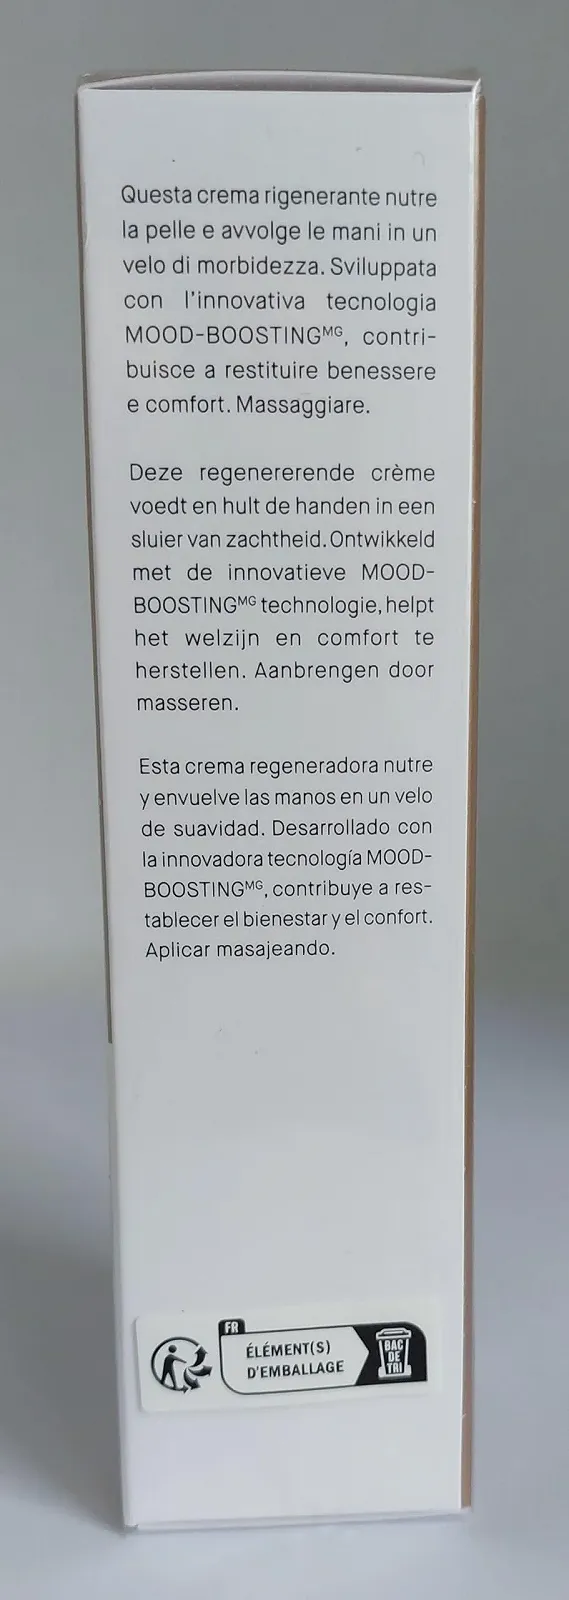 Questa crema rigenerante nutre
la pelle e avvolge le mani in un
velo di morbidezza. Sviluppata
con l'innovativa tecnologia
MOOD-BOOSTINGᴹᴳ, contri-
buisce a restituire benessere
e comfort. Massaggiare.
Deze regenererende crème
voedt en hult de handen in een
sluier van zachtheid. Ontwikkeld
met de innovatieve MOOD-
BOOSTINGᴹᴳ technologie, helpt
het welzijn en comfort te
herstellen. Aanbrengen door
masseren.
Esta crema regeneradora nutre
y envuelve las manos en un velo
de suavidad. Desarrollado con
la innovadora tecnología MOOD-
BOOSTINGᴹᴳ, contribuye a res-
tablecer el bienestar y el confort.
Aplicar masajeando.
FR
ÉLÉMENT(S)
D'EMBALLAGE
BAC
DE
TRI